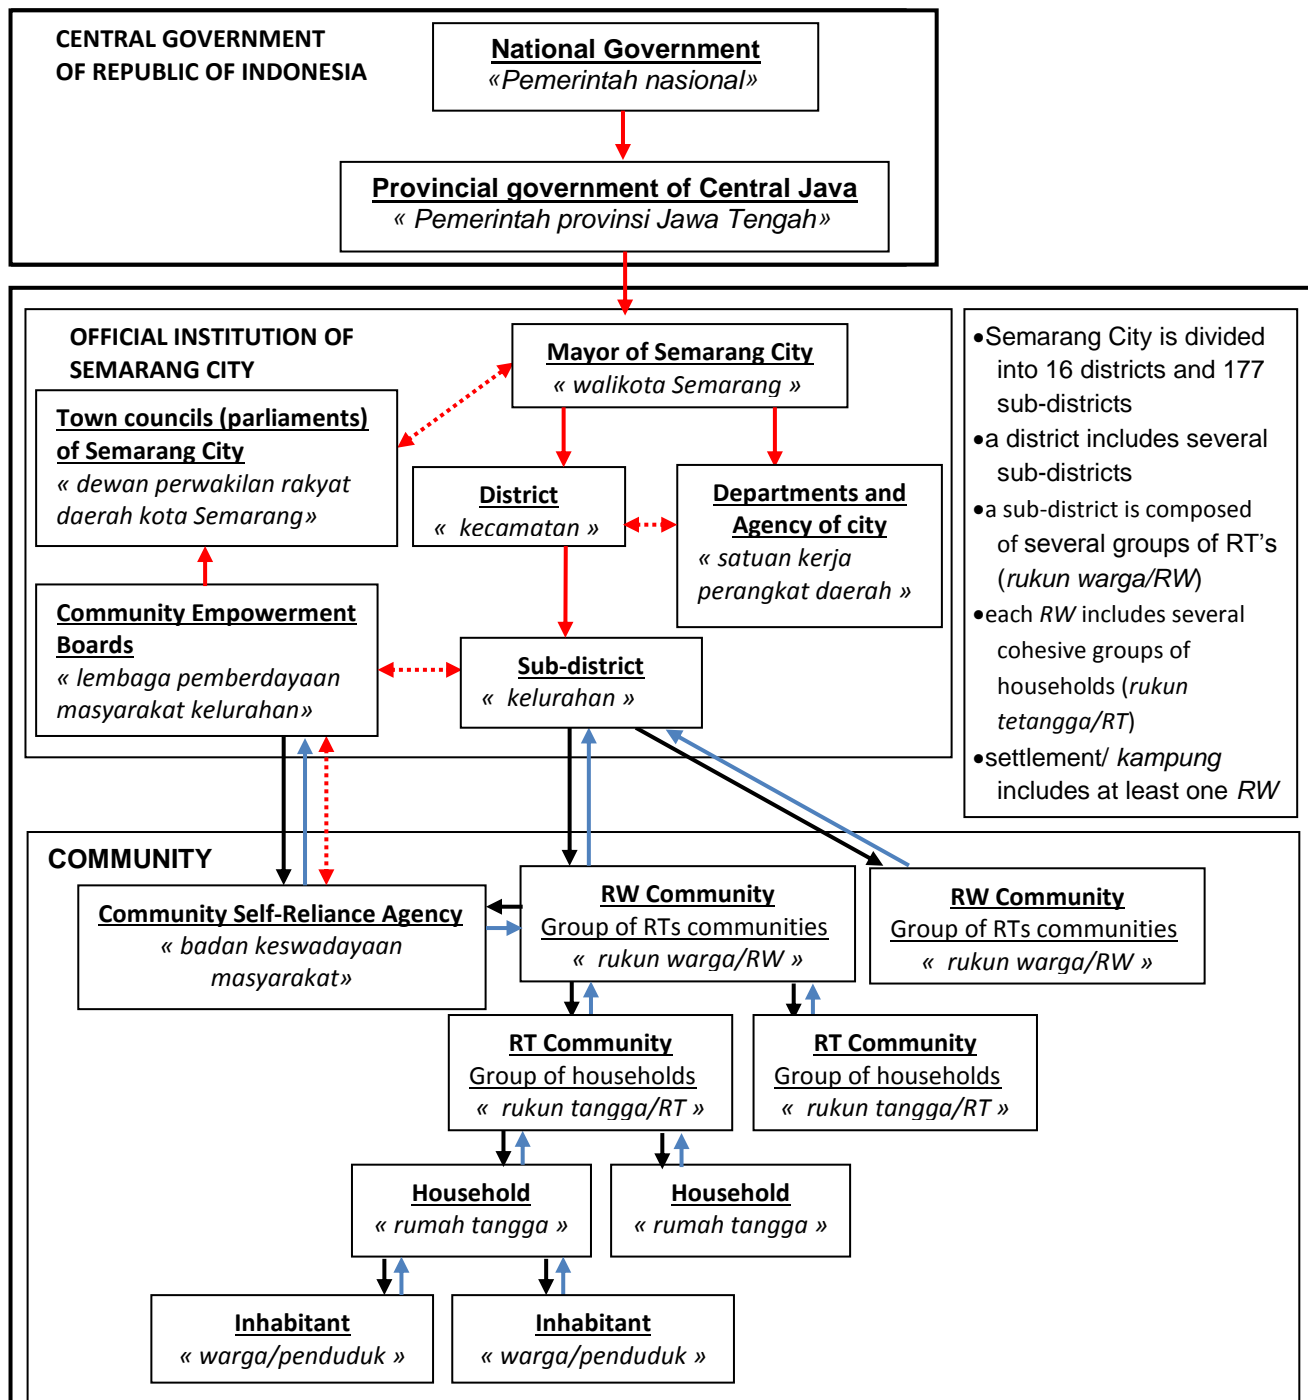 CENTRAL GOVERNMENT
OF REPUBLIC OF INDONESIA
National Government
«Pemerintah nasional»
Provincial government of Central Java
« Pemerintah provinsi Jawa Tengah»
OFFICIAL INSTITUTION OF
SEMARANG CITY
Mayor of Semarang City
« walikota Semarang »
Town councils (parliaments)
of Semarang City
« dewan perwakilan rakyat
daerah kota Semarang»
District
« kecamatan »
Departments and
Agency of city
« satuan kerja
perangkat daerah »
Community Empowerment
Boards
« lembaga pemberdayaan
masyarakat kelurahan»
Sub-district
« kelurahan »
•Semarang City is divided
into 16 districts and 177
sub-districts
•a district includes several
sub-districts
•a sub-district is composed
of several groups of RT's
(rukun warga/RW)
•each RW includes several
cohesive groups of
households (rukun
tetangga/RT)
•settlement/ kampung
includes at least one RW
COMMUNITY
Community Self-Reliance Agency
« badan keswadayaan
masyarakat»
RW Community
Group of RTs communities
« rukun warga/RW »
RW Community
Group of RTs communities
« rukun warga/RW »
RT Community
Group of households
« rukun tangga/RT »
RT Community
Group of households
« rukun tangga/RT »
Household
« rumah tangga »
Household
« rumah tangga »
Inhabitant
« warga/penduduk »
Inhabitant
« warga/penduduk »